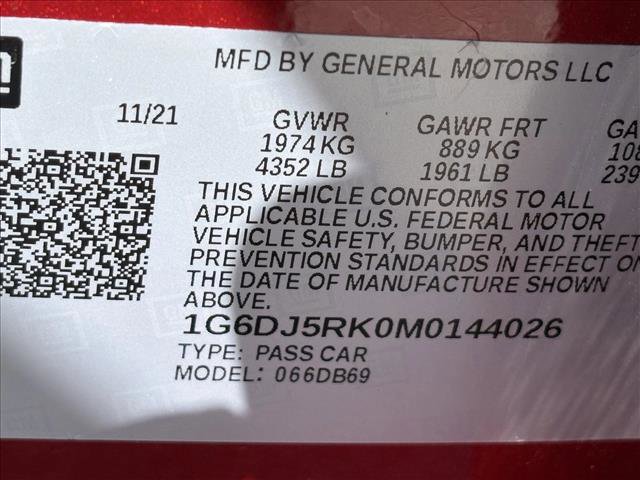 MFD BY GENERAL MOTORS LLC
11/21 GVWR GAWR FRT
1974 KG 889 KG
4352 LB 1961 LB
THIS VEHICLE CONFORMS TO ALL
APPLICABLE U.S. FEDERAL MOTOR
VEHICLE SAFETY, BUMPER, AND THEFT
PREVENTION STANDARDS IN EFFECT ON
THE DATE OF MANUFACTURE SHOWN
ABOVE.
1G6DJ5RK0M0144026
TYPE: PASS CAR
MODEL: 066DB69